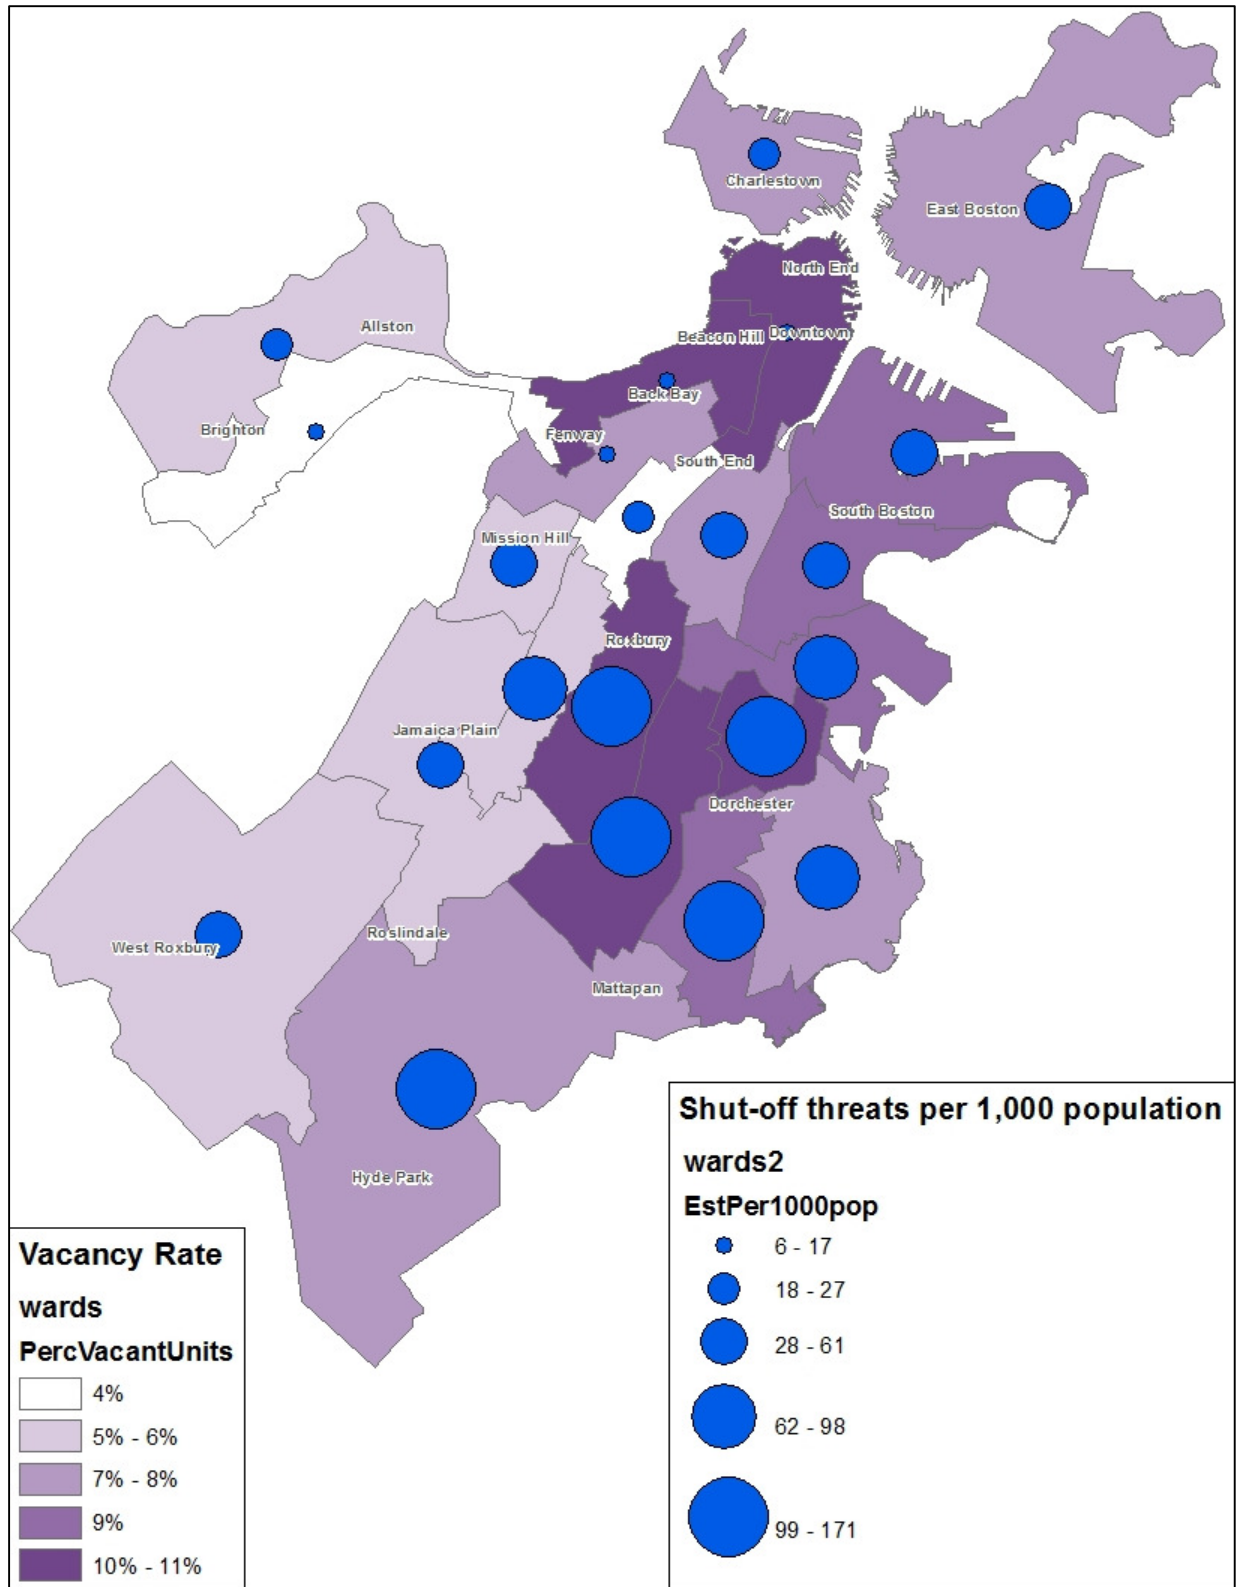 Charlestown
East Boston
North End
Allston
Beacon Hill
Downtown
Back Bay
Brighton
Fenway
South End
South Boston
Mission Hill
Roxbury
Jamaica Plain
Dorchester
Roslindale
West Roxbury
Mattapan
Hyde Park
Vacancy Rate
wards
PercVacantUnits
4%
5% - 6%
7% - 8%
9%
10% - 11%
Shut-off threats per 1,000 population
wards2
EstPer1000pop
6 - 17
18 - 27
28 - 61
62 - 98
99 - 171